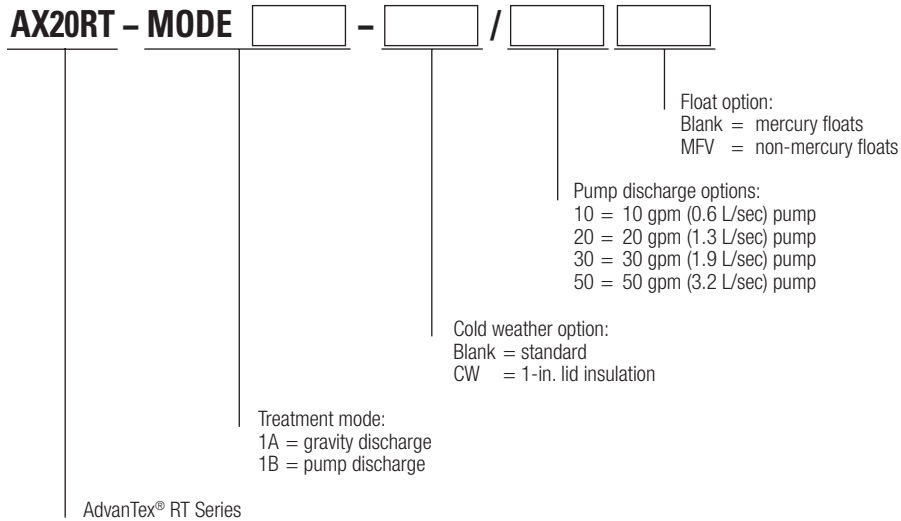 AX20RT – MODE – /
Float option:
Blank = mercury floats
MFV = non-mercury floats
Pump discharge options:
10 = 10 gpm (0.6 L/sec) pump
20 = 20 gpm (1.3 L/sec) pump
30 = 30 gpm (1.9 L/sec) pump
50 = 50 gpm (3.2 L/sec) pump
Cold weather option:
Blank = standard
CW = 1-in. lid insulation
Treatment mode:
1A = gravity discharge
1B = pump discharge
AdvanTex® RT Series